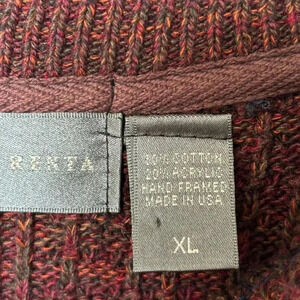 RENTA
80% COTTON
20% ACRYLIC
HAND FRAMED
MADE IN USA
XL